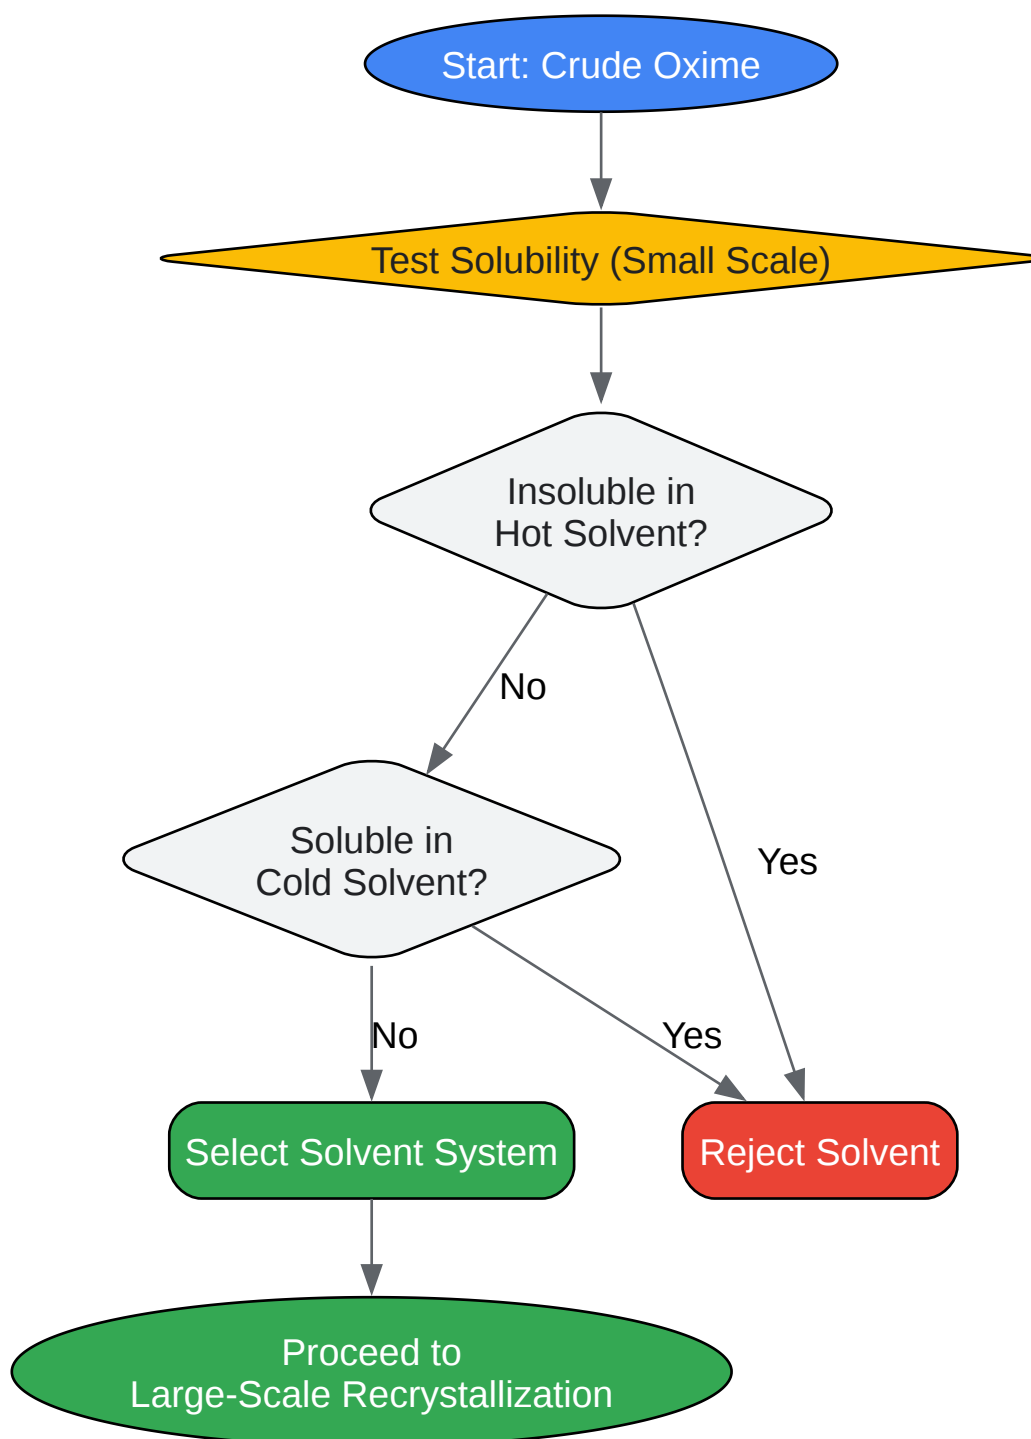 Start: Crude Oxime
Test Solubility (Small Scale)
Insoluble in
Hot Solvent?
No
Yes
Soluble in
Cold Solvent?
No
Yes
Select Solvent System
Reject Solvent
Proceed to
Large-Scale Recrystallization